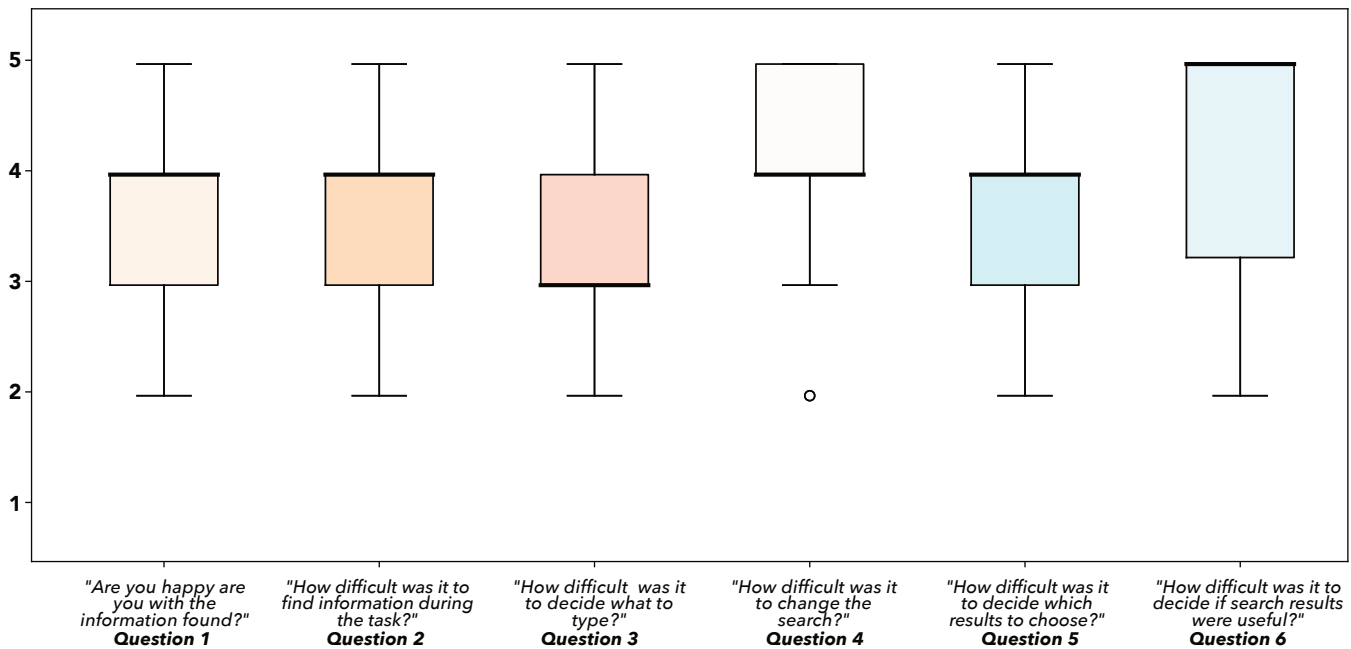 5
4
3
2
1
"Are you happy are
you with the
information found?"
Question 1
"How difficult was it to
find information during
the task?"
Question 2
"How difficult  was it
to decide what to
type?"
Question 3
"How difficult was it
to change the
search?"
Question 4
"How difficult was it
to decide which
results to choose?"
Question 5
"How difficult was it to
decide if search results
were useful?"
Question 6